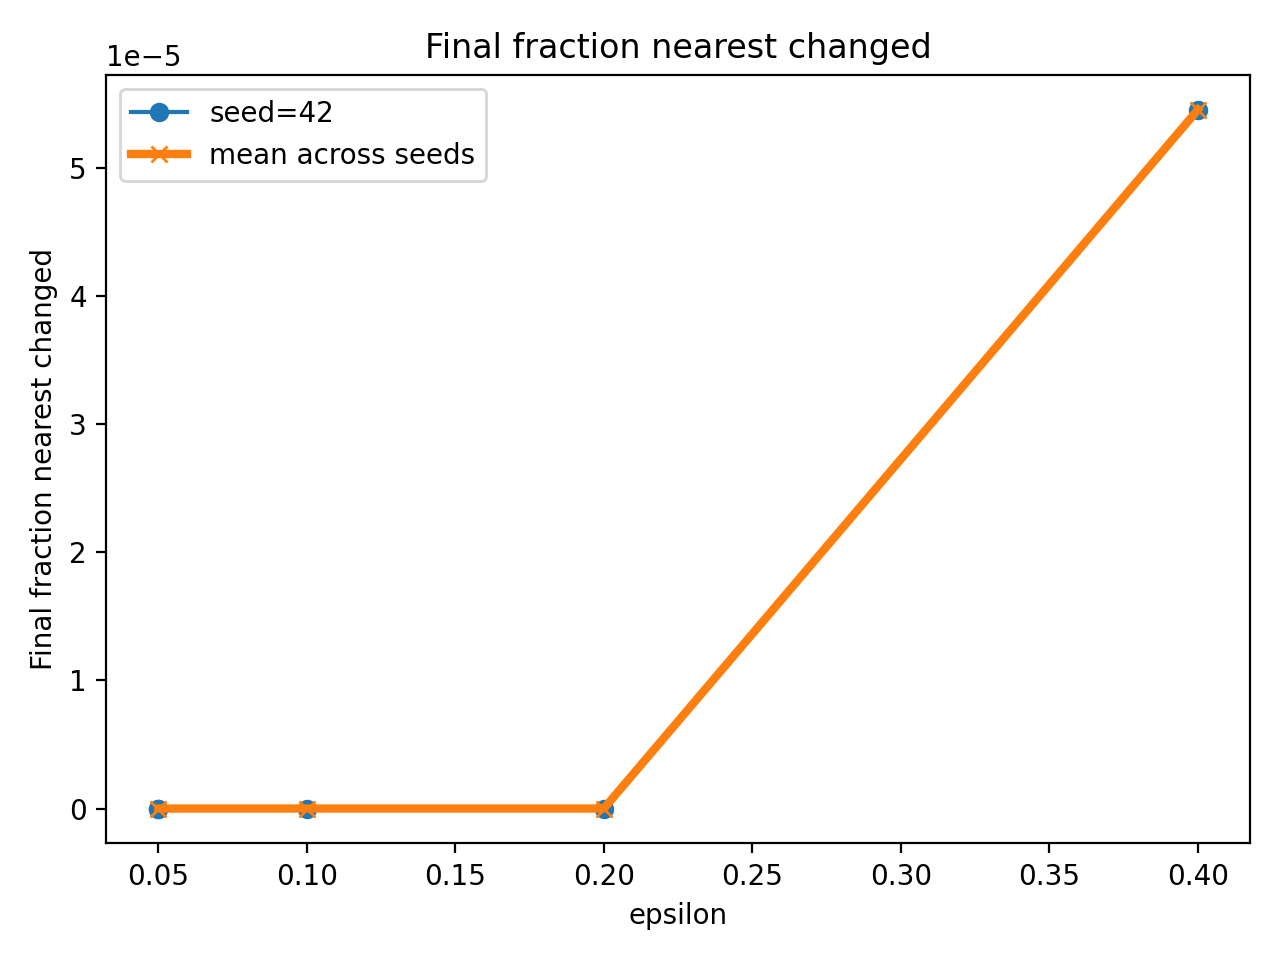 Final fraction nearest changed
1e−5
seed=42
mean across seeds
5
4
3
2
1
0
Final fraction nearest changed
0.05 0.10 0.15 0.20 0.25 0.30 0.35 0.40
epsilon